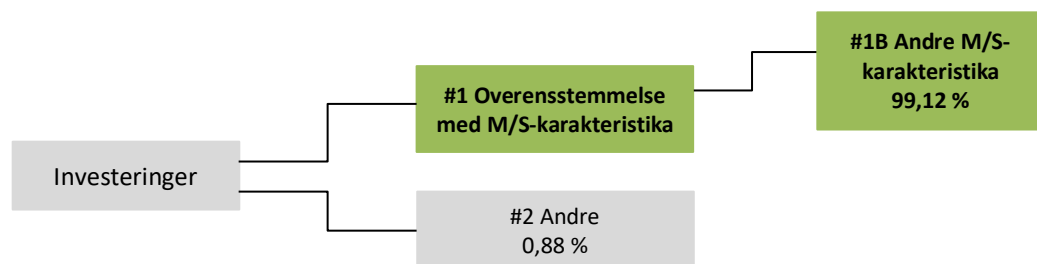 Investeringer
#1 Overensstemmelse
med M/S-karakteristika
#2 Andre
0,88 %
#1B Andre M/S-
karakteristika
99,12 %